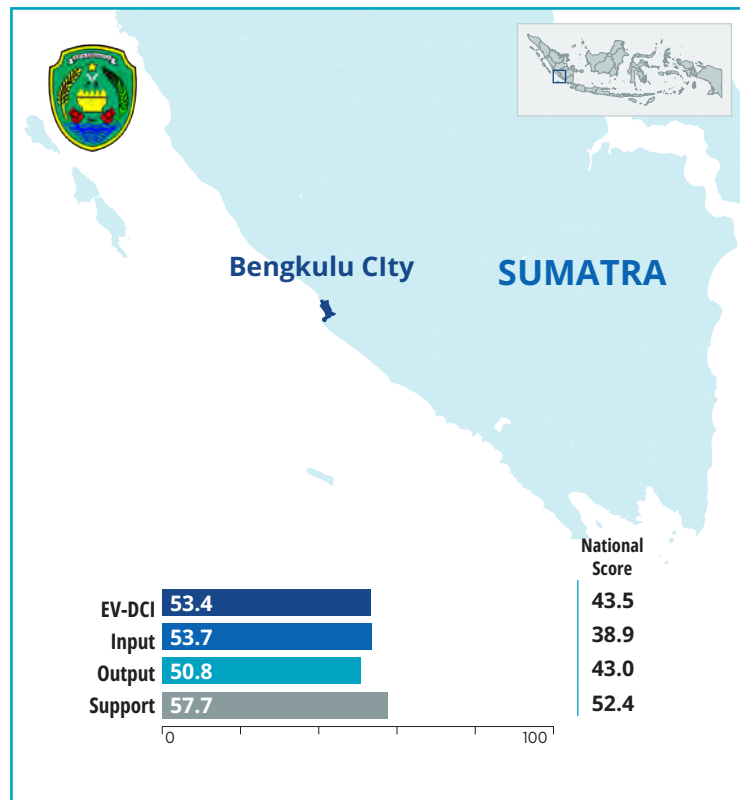 Bengkulu CIty
SUMATRA
National
Score
EV-DCI 53.4 43.5
Input 53.7 38.9
Output 50.8 43.0
Support 57.7 52.4
0 100